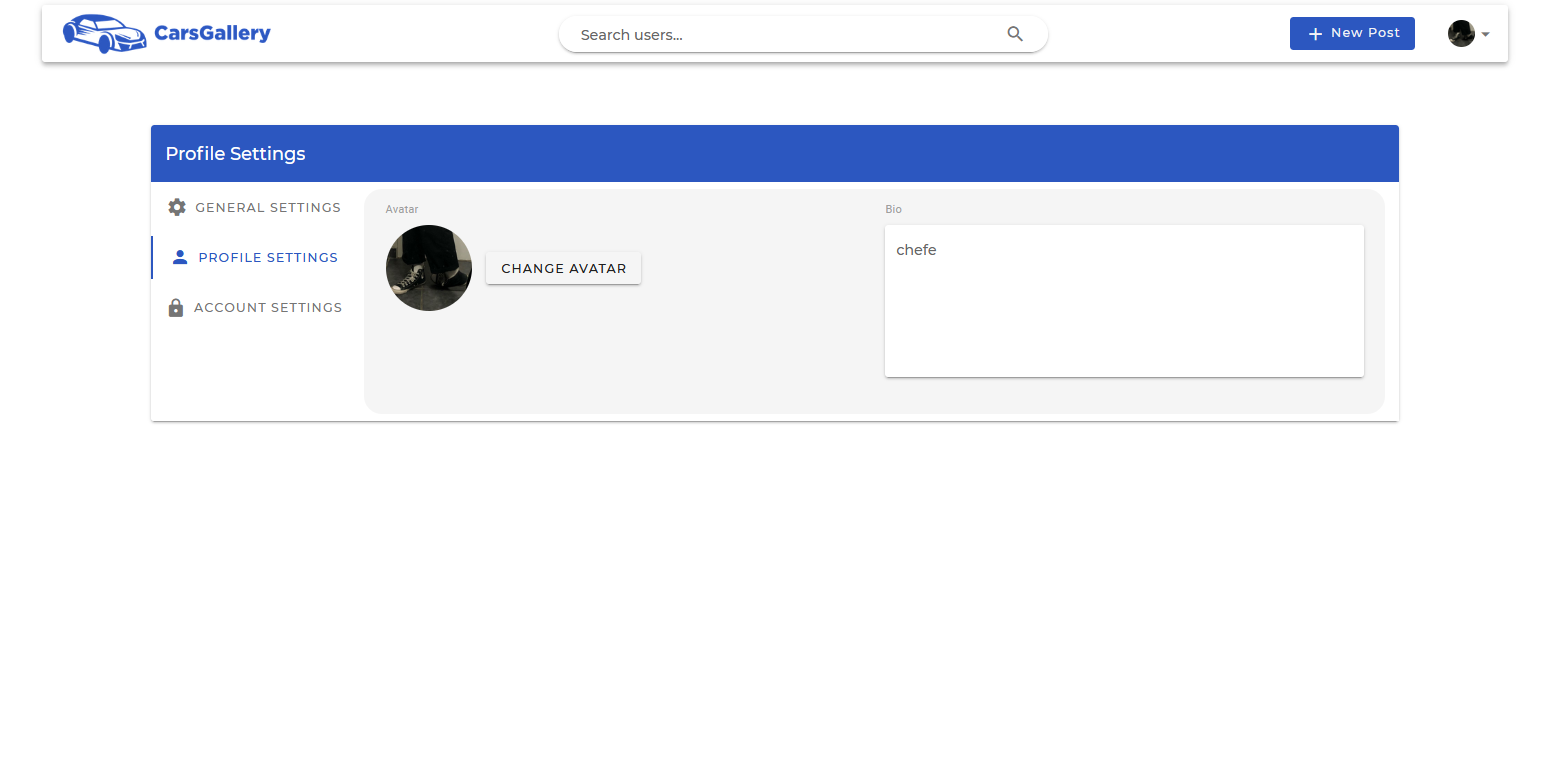 CarsGallery
Search users...
New Post
Profile Settings
GENERAL SETTINGS
PROFILE SETTINGS
ACCOUNT SETTINGS
Avatar
CHANGE AVATAR
Bio
chefe